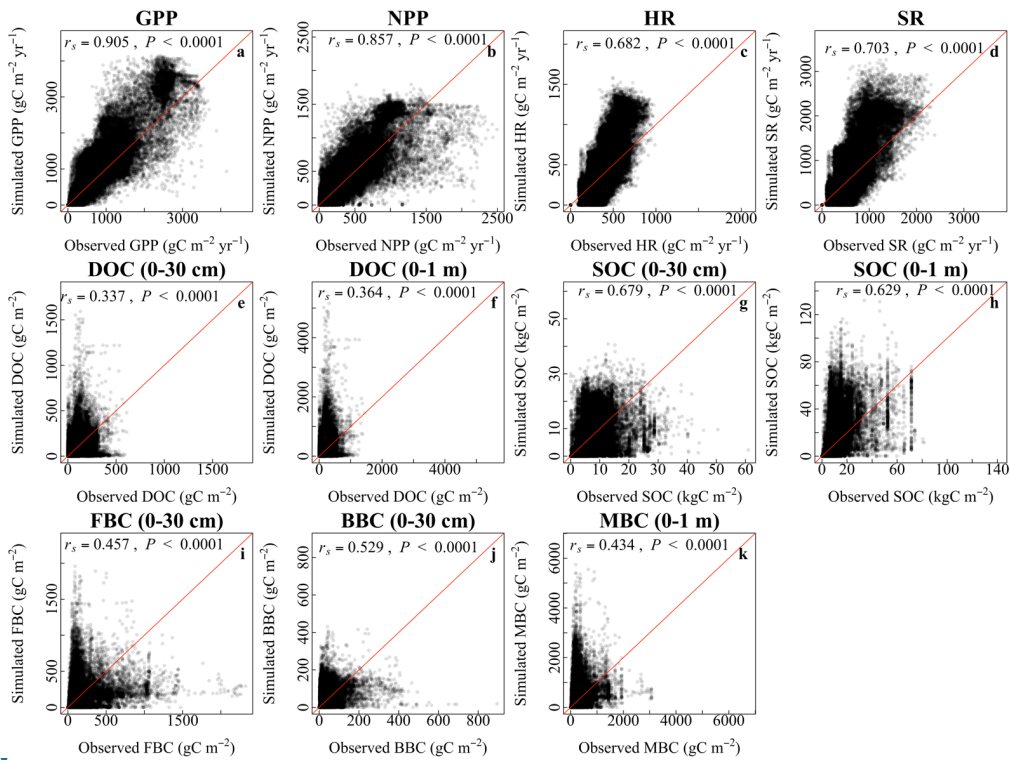 GPP
r_s = 0.905 , P < 0.0001
a
Simulated GPP (gC m⁻² yr⁻¹)
0 1000 3000
0 1000 3000
Observed GPP (gC m⁻² yr⁻¹)
NPP
r_s = 0.857 , P < 0.0001
b
Simulated NPP (gC m⁻² yr⁻¹)
0 500 1500 2500
0 500 1000 1500 2000 2500
Observed NPP (gC m⁻² yr⁻¹)
HR
r_s = 0.682 , P < 0.0001
c
Simulated HR (gC m⁻² yr⁻¹)
0 500 1500
0 500 1000 2000
Observed HR (gC m⁻² yr⁻¹)
SR
r_s = 0.703 , P < 0.0001
d
Simulated SR (gC m⁻² yr⁻¹)
0 1000 2000 3000
0 1000 2000 3000
Observed SR (gC m⁻² yr⁻¹)
DOC (0-30 cm)
r_s = 0.337 , P < 0.0001
e
Simulated DOC (gC m⁻²)
0 500 1000 1500
0 500 1000 1500
Observed DOC (gC m⁻²)
DOC (0-1 m)
r_s = 0.364 , P < 0.0001
f
Simulated DOC (gC m⁻²)
0 2000 4000
0 2000 4000
Observed DOC (gC m⁻²)
SOC (0-30 cm)
r_s = 0.679 , P < 0.0001
g
Simulated SOC (kgC m⁻²)
0 10 30 50
0 10 20 30 40 50 60
Observed SOC (kgC m⁻²)
SOC (0-1 m)
r_s = 0.629 , P < 0.0001
h
Simulated SOC (kgC m⁻²)
0 40 80 120
0 20 60 100 140
Observed SOC (kgC m⁻²)
FBC (0-30 cm)
r_s = 0.457 , P < 0.0001
i
Simulated FBC (gC m⁻²)
0 500 1500
0 500 1500
Observed FBC (gC m⁻²)
BBC (0-30 cm)
r_s = 0.529 , P < 0.0001
j
Simulated BBC (gC m⁻²)
0 200 400 600 800
0 200 400 600 800
Observed BBC (gC m⁻²)
MBC (0-1 m)
r_s = 0.434 , P < 0.0001
k
Simulated MBC (gC m⁻²)
0 2000 4000 6000 7000
0 2000 4000 6000
Observed MBC (gC m⁻²)